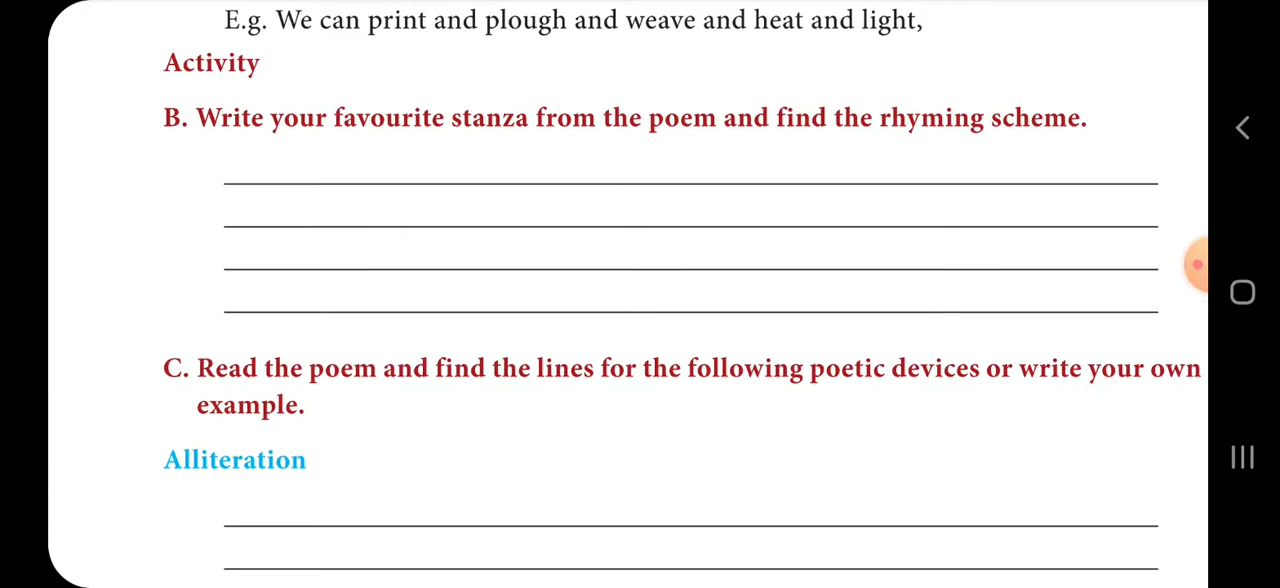 E.g. We can print and plough and weave and heat and light,
Activity
B. Write your favourite stanza from the poem and find the rhyming scheme.
C. Read the poem and find the lines for the following poetic devices or write your own
example.
Alliteration